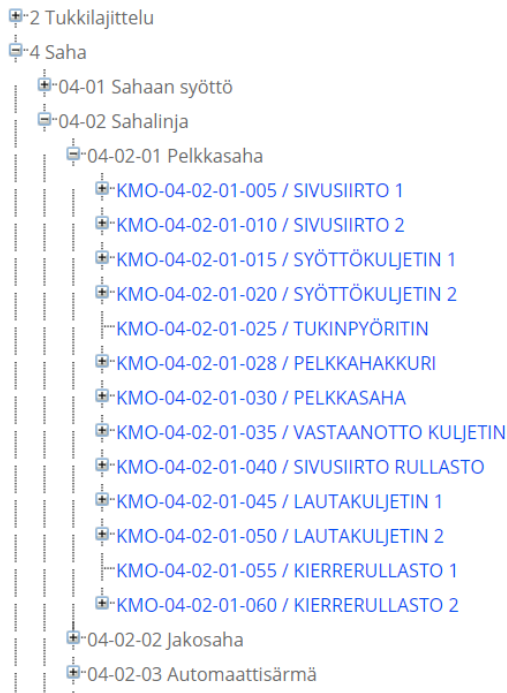 2 Tukkilajittelu
4 Saha
04-01 Sahaan syöttö
04-02 Sahalinja
04-02-01 Pelkkasaha
KMO-04-02-01-005 / SIVUSIIRTO 1
KMO-04-02-01-010 / SIVUSIIRTO 2
KMO-04-02-01-015 / SYÖTTÖKULJETIN 1
KMO-04-02-01-020 / SYÖTTÖKULJETIN 2
KMO-04-02-01-025 / TUKINPYÖRITIN
KMO-04-02-01-028 / PELKKAHAKKURI
KMO-04-02-01-030 / PELKKASAHA
KMO-04-02-01-035 / VASTAANOTTO KULJETIN
KMO-04-02-01-040 / SIVUSIIRTO RULLASTO
KMO-04-02-01-045 / LAUTAKULJETIN 1
KMO-04-02-01-050 / LAUTAKULJETIN 2
KMO-04-02-01-055 / KIERRERULLASTO 1
KMO-04-02-01-060 / KIERRERULLASTO 2
04-02-02 Jakosaha
04-02-03 Automaattisärmä